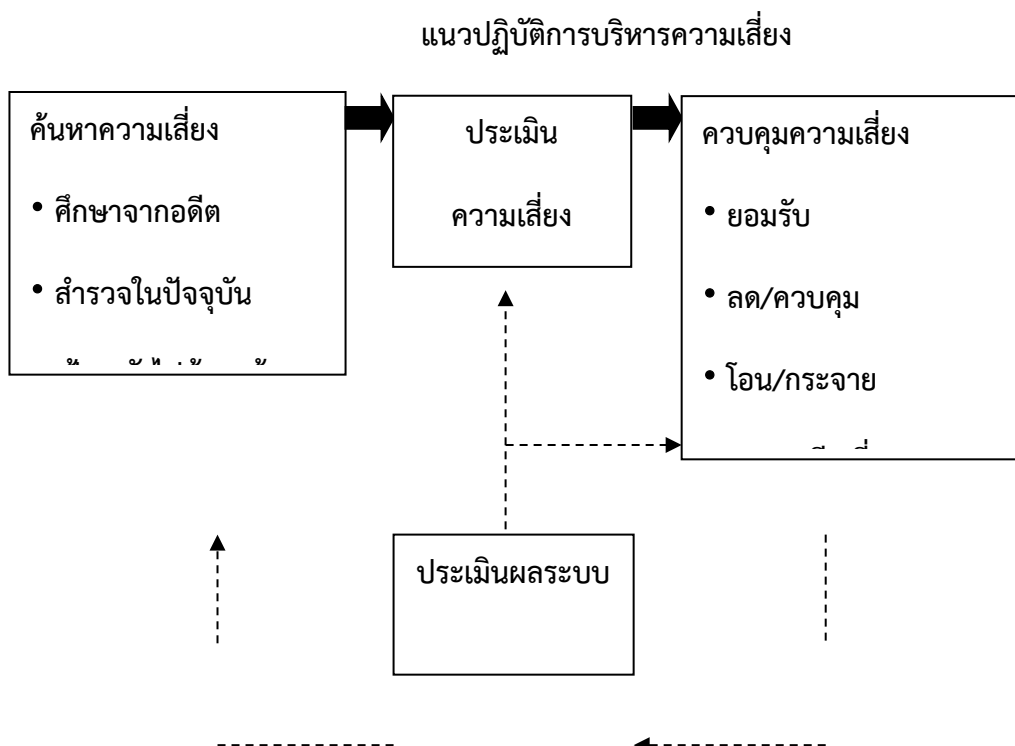 แนวปฏิบัติการบริหารความเสี่ยง
ค้นหาความเสี่ยง
• ศึกษาจากอดีต
• สำรวจในปัจจุบัน
ประเมิน
ความเสี่ยง
ควบคุมความเสี่ยง
• ยอมรับ
• ลด/ควบคุม
• โอน/กระจาย
ประเมินผลระบบ